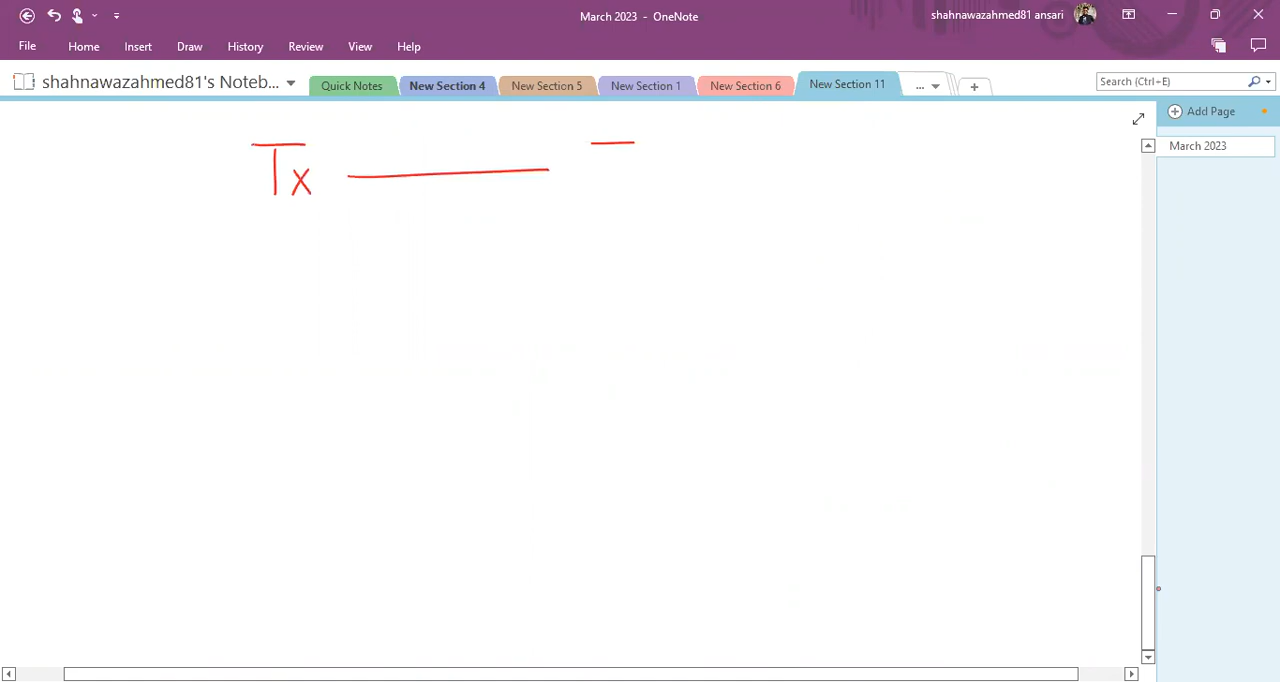 March 2023 - OneNote
shahnawazahmed81 ansari
File Home Insert Draw History Review View Help
shahnawazahmed81's Noteb... Quick Notes New Section 4 New Section 5 New Section 1 New Section 6 New Section 11 ... + Search (Ctrl+E)
Add Page
March 2023
Tx